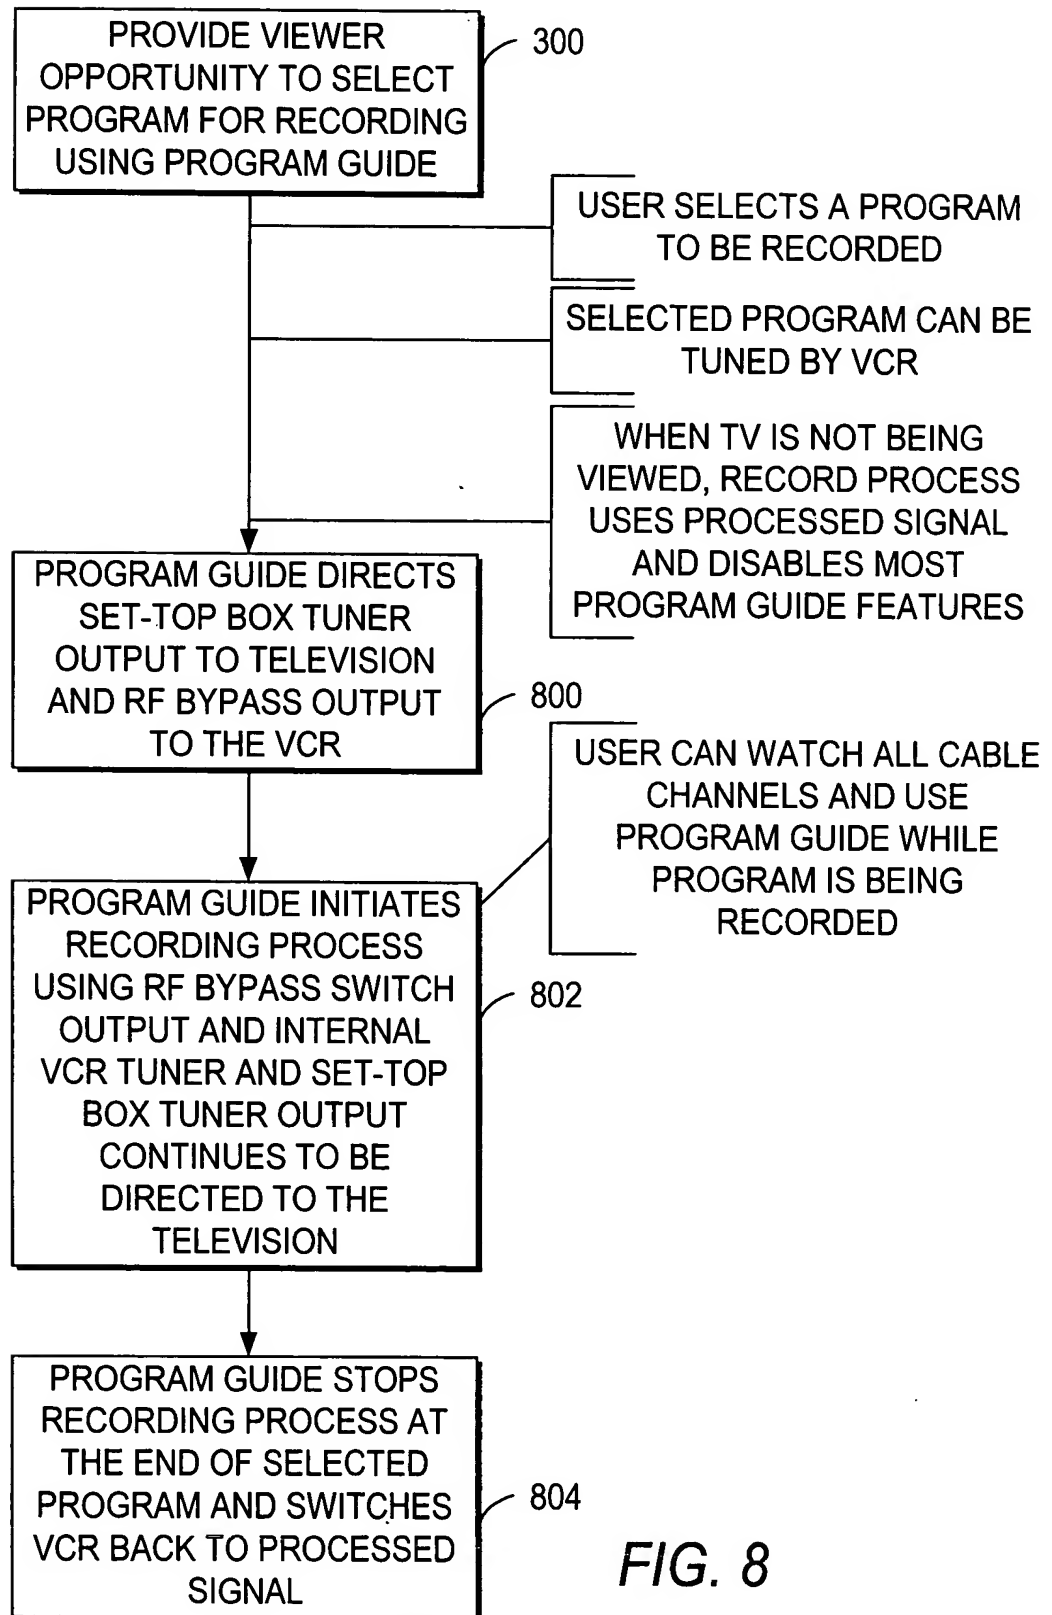 PROVIDE VIEWER
OPPORTUNITY TO SELECT
PROGRAM FOR RECORDING
USING PROGRAM GUIDE
300
USER SELECTS A PROGRAM
TO BE RECORDED
SELECTED PROGRAM CAN BE
TUNED BY VCR
WHEN TV IS NOT BEING
VIEWED, RECORD PROCESS
USES PROCESSED SIGNAL
AND DISABLES MOST
PROGRAM GUIDE FEATURES
PROGRAM GUIDE DIRECTS
SET-TOP BOX TUNER
OUTPUT TO TELEVISION
AND RF BYPASS OUTPUT
TO THE VCR
800
USER CAN WATCH ALL CABLE
CHANNELS AND USE
PROGRAM GUIDE WHILE
PROGRAM IS BEING
RECORDED
PROGRAM GUIDE INITIATES
RECORDING PROCESS
USING RF BYPASS SWITCH
OUTPUT AND INTERNAL
VCR TUNER AND SET-TOP
BOX TUNER OUTPUT
CONTINUES TO BE
DIRECTED TO THE
TELEVISION
802
PROGRAM GUIDE STOPS
RECORDING PROCESS AT
THE END OF SELECTED
PROGRAM AND SWITCHES
VCR BACK TO PROCESSED
SIGNAL
804
FIG. 8